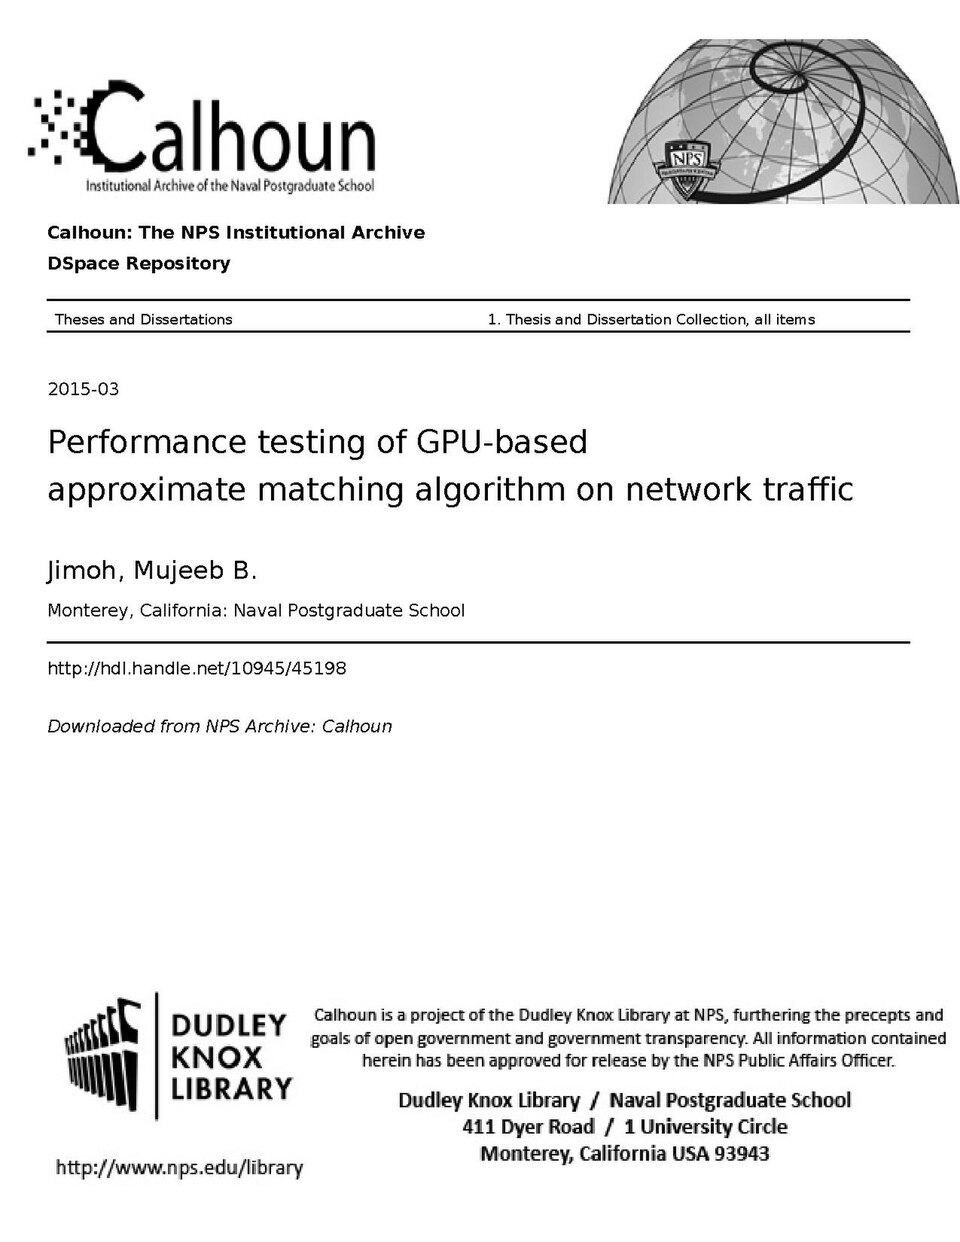 Calhoun
Institutional Archive of the Naval Postgraduate School
NPS
Calhoun: The NPS Institutional Archive
DSpace Repository
Theses and Dissertations 1. Thesis and Dissertation Collection, all items
2015-03
Performance testing of GPU-based
approximate matching algorithm on network traffic
Jimoh, Mujeeb B.
Monterey, California: Naval Postgraduate School
http://hdl.handle.net/10945/45198
Downloaded from NPS Archive: Calhoun
DUDLEY
KNOX
LIBRARY
http://www.nps.edu/library
Calhoun is a project of the Dudley Knox Library at NPS, furthering the precepts and
goals of open government and government transparency. All information contained
herein has been approved for release by the NPS Public Affairs Officer.
Dudley Knox Library / Naval Postgraduate School
411 Dyer Road / 1 University Circle
Monterey, California USA 93943